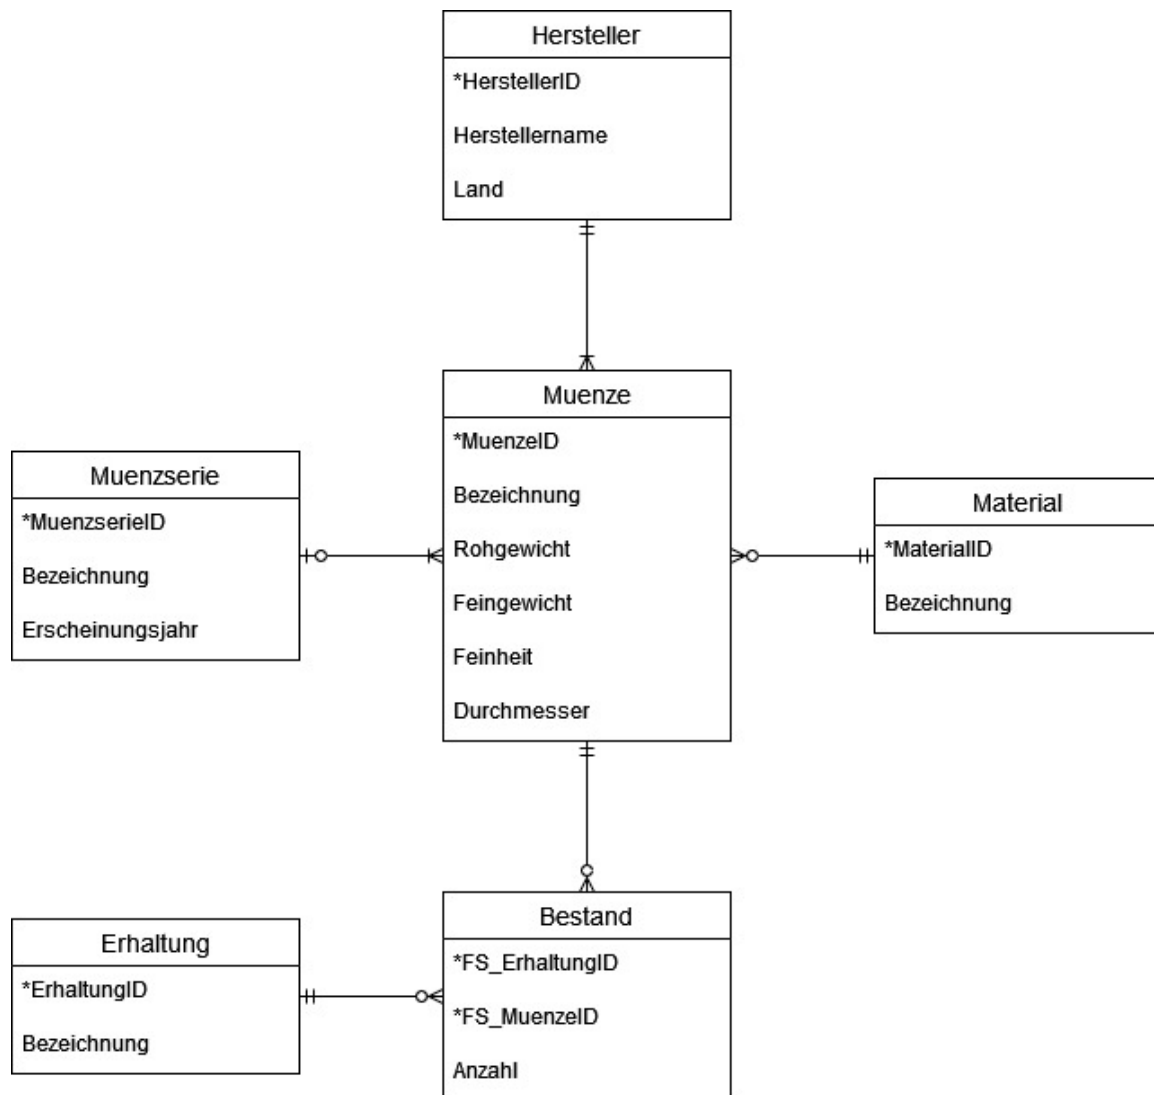 Hersteller
*HerstellerID
Herstellername
Land
Muenze
*MuenzeID
Bezeichnung
Rohgewicht
Feingewicht
Feinheit
Durchmesser
Muenzserie
*MuenzserieID
Bezeichnung
Erscheinungsjahr
Material
*MaterialID
Bezeichnung
Erhaltung
*ErhaltungID
Bezeichnung
Bestand
*FS_ErhaltungID
*FS_MuenzeID
Anzahl